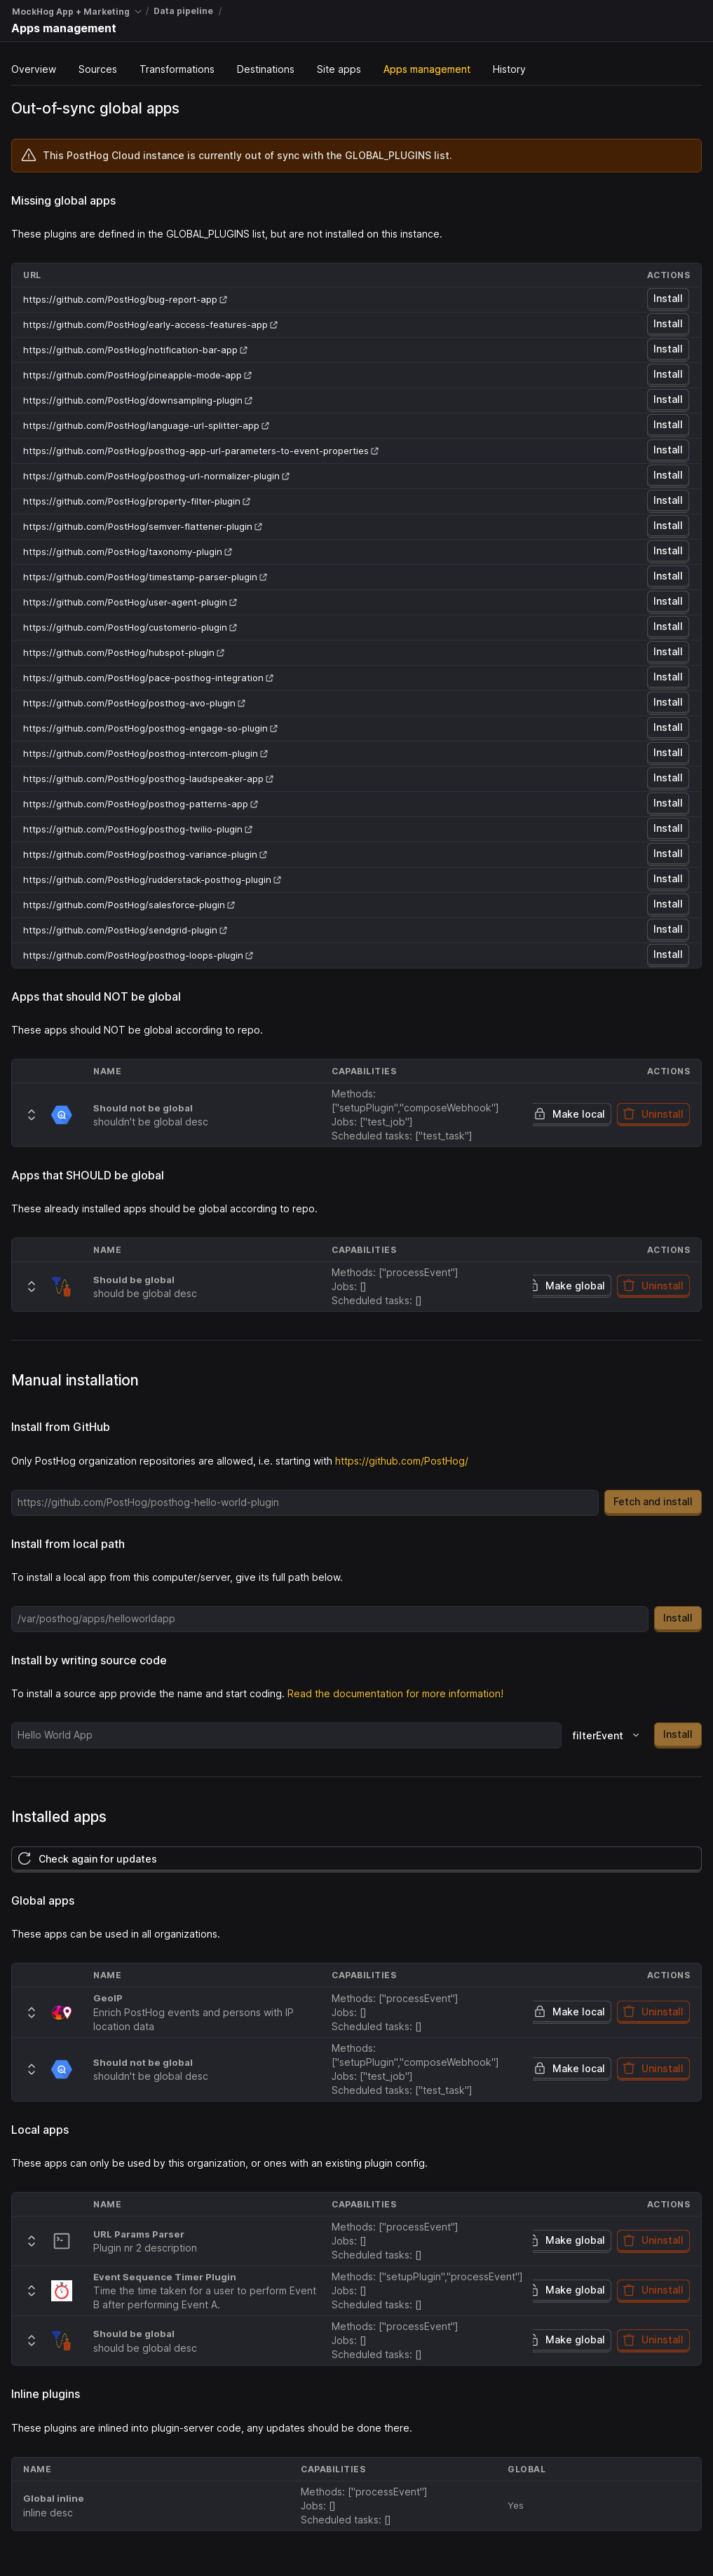 MockHog App + Marketing / Data pipeline /
Apps management
Overview Sources Transformations Destinations Site apps Apps management History
Out-of-sync global apps
This PostHog Cloud instance is currently out of sync with the GLOBAL_PLUGINS list.
Missing global apps
These plugins are defined in the GLOBAL_PLUGINS list, but are not installed on this instance.
URL ACTIONS
https://github.com/PostHog/bug-report-app Install
https://github.com/PostHog/early-access-features-app Install
https://github.com/PostHog/notification-bar-app Install
https://github.com/PostHog/pineapple-mode-app Install
https://github.com/PostHog/downsampling-plugin Install
https://github.com/PostHog/language-url-splitter-app Install
https://github.com/PostHog/posthog-app-url-parameters-to-event-properties Install
https://github.com/PostHog/posthog-url-normalizer-plugin Install
https://github.com/PostHog/property-filter-plugin Install
https://github.com/PostHog/semver-flattener-plugin Install
https://github.com/PostHog/taxonomy-plugin Install
https://github.com/PostHog/timestamp-parser-plugin Install
https://github.com/PostHog/user-agent-plugin Install
https://github.com/PostHog/customerio-plugin Install
https://github.com/PostHog/hubspot-plugin Install
https://github.com/PostHog/pace-posthog-integration Install
https://github.com/PostHog/posthog-avo-plugin Install
https://github.com/PostHog/posthog-engage-so-plugin Install
https://github.com/PostHog/posthog-intercom-plugin Install
https://github.com/PostHog/posthog-laudspeaker-app Install
https://github.com/PostHog/posthog-patterns-app Install
https://github.com/PostHog/posthog-twilio-plugin Install
https://github.com/PostHog/posthog-variance-plugin Install
https://github.com/PostHog/rudderstack-posthog-plugin Install
https://github.com/PostHog/salesforce-plugin Install
https://github.com/PostHog/sendgrid-plugin Install
https://github.com/PostHog/posthog-loops-plugin Install
Apps that should NOT be global
These apps should NOT be global according to repo.
NAME CAPABILITIES ACTIONS
Should not be global
shouldn't be global desc
Methods:
["setupPlugin","composeWebhook"]
Jobs: ["test_job"]
Scheduled tasks: ["test_task"]
Make local Uninstall
Apps that SHOULD be global
These already installed apps should be global according to repo.
NAME CAPABILITIES ACTIONS
Should be global
should be global desc
Methods: ["processEvent"]
Jobs: []
Scheduled tasks: []
Make global Uninstall
Manual installation
Install from GitHub
Only PostHog organization repositories are allowed, i.e. starting with https://github.com/PostHog/
https://github.com/PostHog/posthog-hello-world-plugin Fetch and install
Install from local path
To install a local app from this computer/server, give its full path below.
/var/posthog/apps/helloworldapp Install
Install by writing source code
To install a source app provide the name and start coding. Read the documentation for more information!
Hello World App filterEvent Install
Installed apps
Check again for updates
Global apps
These apps can be used in all organizations.
NAME CAPABILITIES ACTIONS
GeoIP
Enrich PostHog events and persons with IP
location data
Methods: ["processEvent"]
Jobs: []
Scheduled tasks: []
Make local Uninstall
Should not be global
shouldn't be global desc
Methods:
["setupPlugin","composeWebhook"]
Jobs: ["test_job"]
Scheduled tasks: ["test_task"]
Make local Uninstall
Local apps
These apps can only be used by this organization, or ones with an existing plugin config.
NAME CAPABILITIES ACTIONS
URL Params Parser
Plugin nr 2 description
Methods: ["processEvent"]
Jobs: []
Scheduled tasks: []
Make global Uninstall
Event Sequence Timer Plugin
Time the time taken for a user to perform Event
B after performing Event A.
Methods: ["setupPlugin","processEvent"]
Jobs: []
Scheduled tasks: []
Make global Uninstall
Should be global
should be global desc
Methods: ["processEvent"]
Jobs: []
Scheduled tasks: []
Make global Uninstall
Inline plugins
These plugins are inlined into plugin-server code, any updates should be done there.
NAME CAPABILITIES GLOBAL
Global inline
inline desc
Methods: ["processEvent"]
Jobs: []
Scheduled tasks: []
Yes